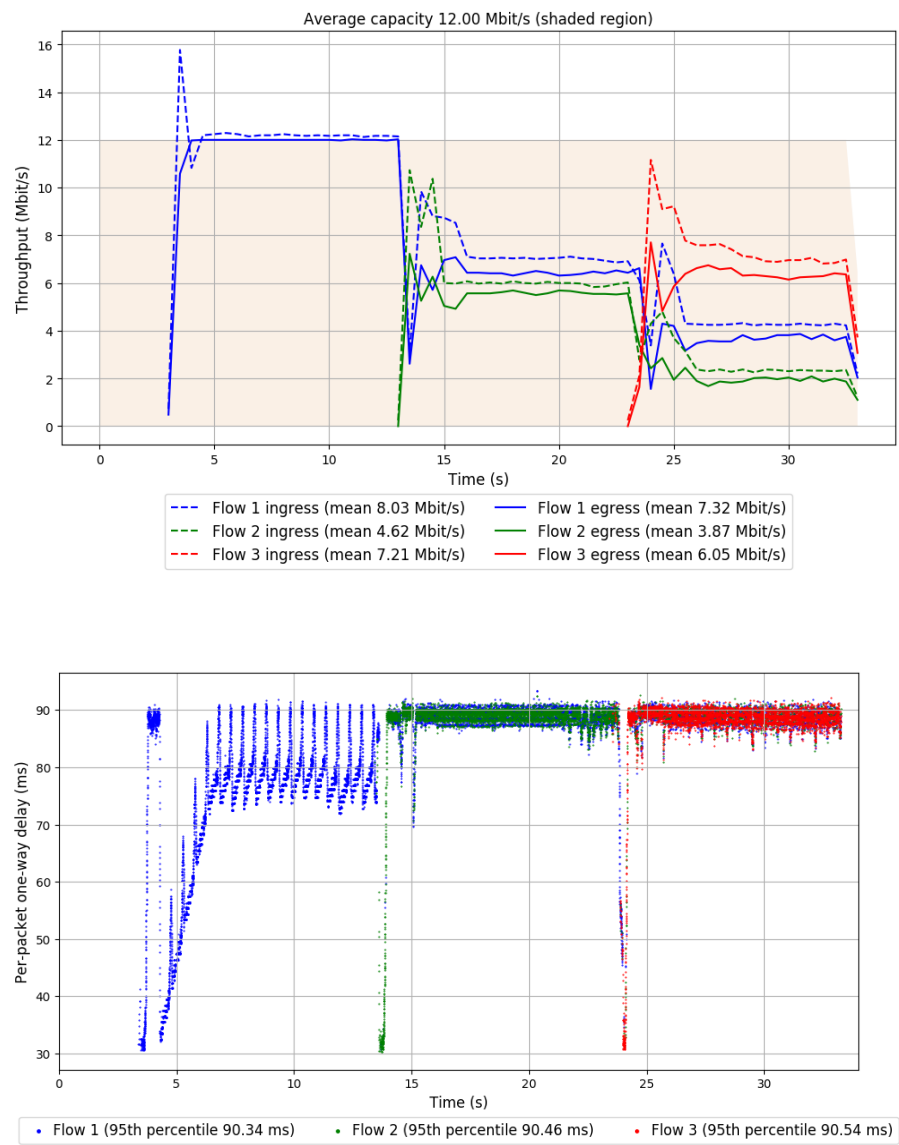 Average capacity 12.00 Mbit/s (shaded region)
Throughput (Mbit/s)
16
14
12
10
8
6
4
2
0
0 5 10 15 20 25 30
Time (s)
Flow 1 ingress (mean 8.03 Mbit/s) Flow 1 egress (mean 7.32 Mbit/s)
Flow 2 ingress (mean 4.62 Mbit/s) Flow 2 egress (mean 3.87 Mbit/s)
Flow 3 ingress (mean 7.21 Mbit/s) Flow 3 egress (mean 6.05 Mbit/s)
Per-packet one-way delay (ms)
90
80
70
60
50
40
30
0 5 10 15 20 25 30
Time (s)
Flow 1 (95th percentile 90.34 ms) Flow 2 (95th percentile 90.46 ms) Flow 3 (95th percentile 90.54 ms)